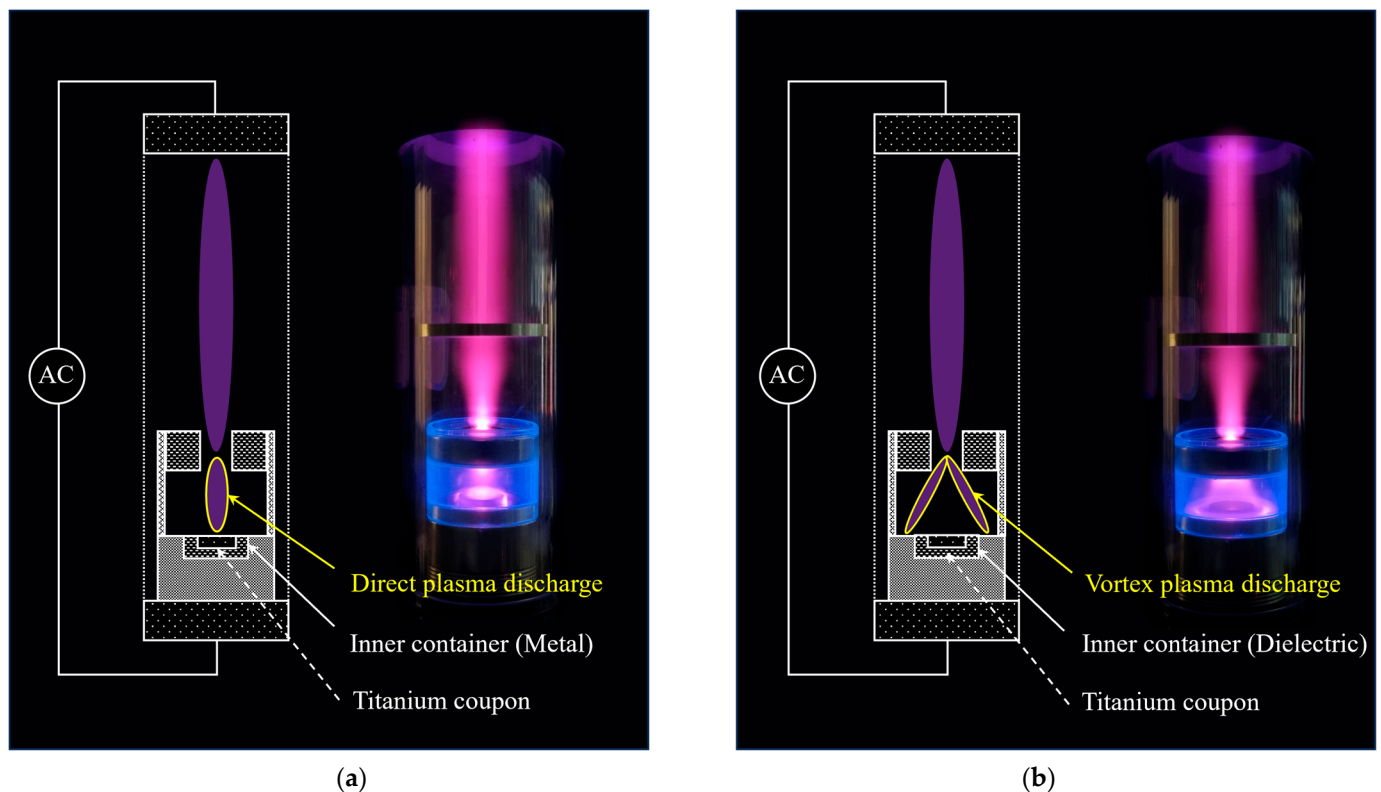 AC
Direct plasma discharge
Inner container (Metal)
Titanium coupon
(a)
AC
Vortex plasma discharge
Inner container (Dielectric)
Titanium coupon
(b)